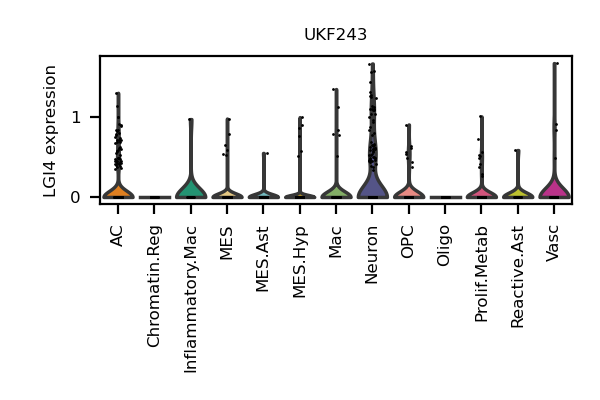 UKF243
LGI4 expression
1
0
AC
Chromatin.Reg
Inflammatory.Mac
MES
MES.Ast
MES.Hyp
Mac
Neuron
OPC
Oligo
Prolif.Metab
Reactive.Ast
Vasc